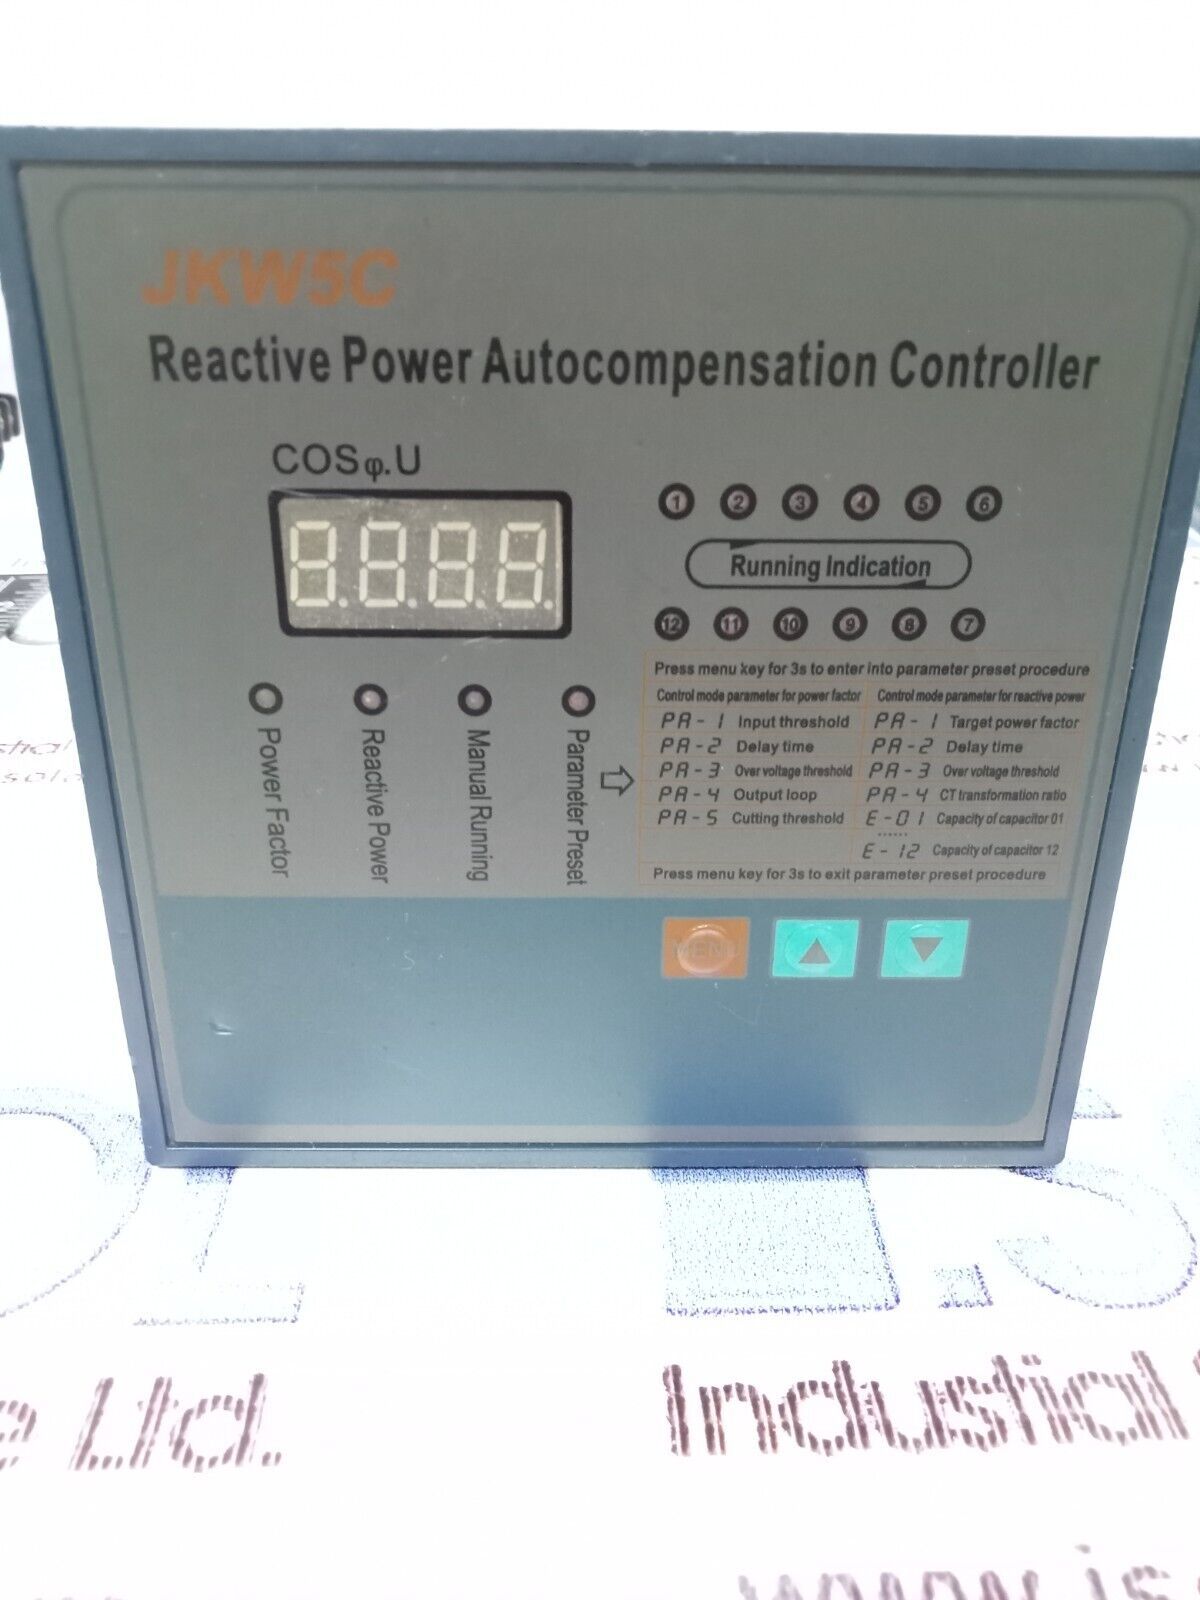 JKW5C
Reactive Power Autocompensation Controller
COSφ.U
1 2 3 4 5 6
Running Indication
12 11 10 9 8 7
Power Factor
Reactive Power
Manual Running
Parameter Preset
Press menu key for 3s to enter into parameter preset procedure
Control mode parameter for power factor Control mode parameter for reactive power
PA-1 Input threshold PA-1 Target power factor
PA-2 Delay time PA-2 Delay time
PA-3 Over voltage threshold PA-3 Over voltage threshold
PA-4 Output loop PA-4 CT transformation ratio
PA-5 Cutting threshold E-01 Capacity of capacitor 01
......
E-12 Capacity of capacitor 12
Press menu key for 3s to exit parameter preset procedure
MENU ▲ ▼
Ltd. Industial